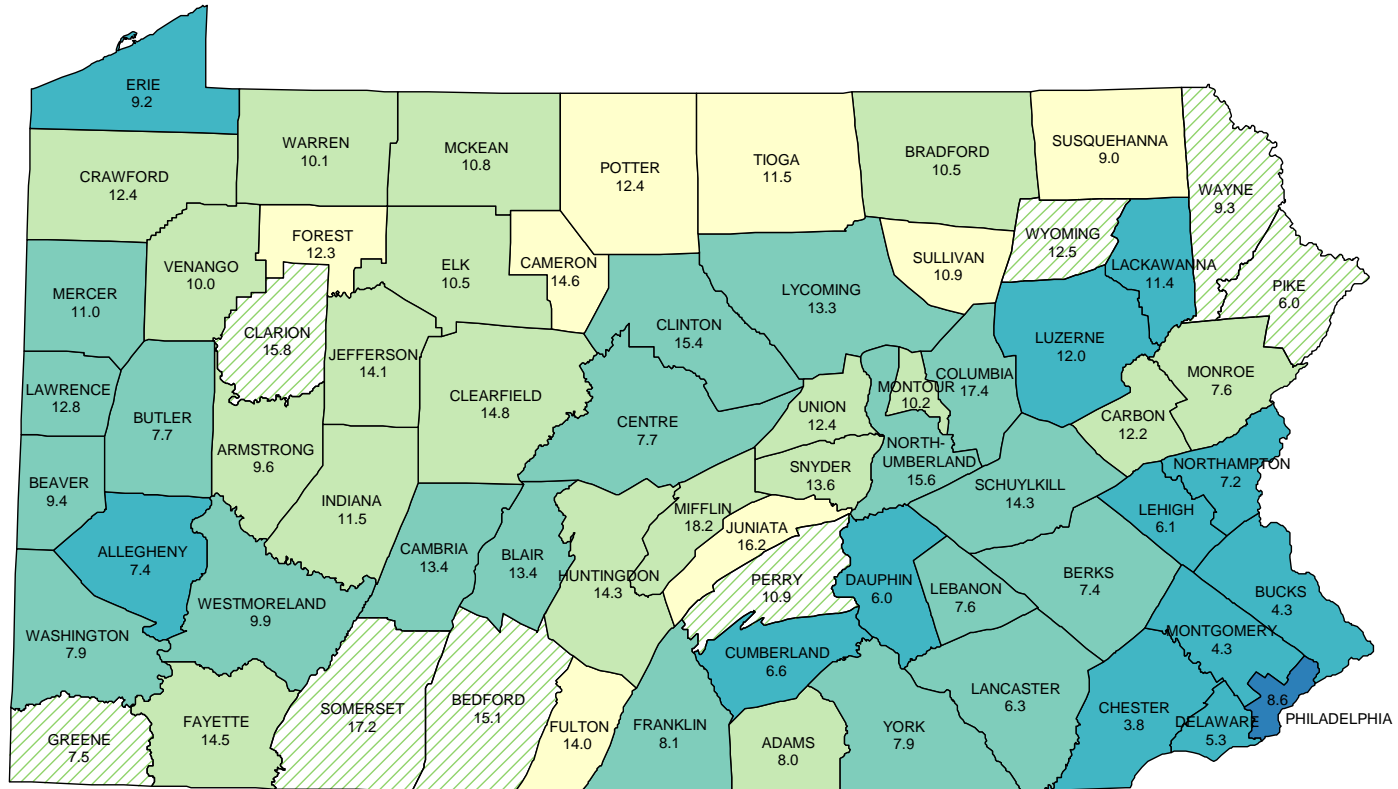 ERIE
9.2
WARREN
10.1
MCKEAN
10.8
POTTER
12.4
TIOGA
11.5
BRADFORD
10.5
SUSQUEHANNA
9.0
CRAWFORD
12.4
WAYNE
9.3
FOREST
12.3
WYOMING
12.5
VENANGO
10.0
ELK
10.5
CAMERON
14.6
SULLIVAN
10.9
LACKAWANNA
11.4
MERCER
11.0
LYCOMING
13.3
PIKE
6.0
CLARION
15.8
CLINTON
15.4
LUZERNE
12.0
JEFFERSON
14.1
COLUMBIA
17.4
MONROE
7.6
LAWRENCE
12.8
MONTOUR
10.2
CLEARFIELD
14.8
UNION
12.4
CARBON
12.2
BUTLER
7.7
CENTRE
7.7
ARMSTRONG
9.6
NORTH-
UMBERLAND
15.6
SNYDER
13.6
NORTHAMPTON
7.2
BEAVER
9.4
SCHUYLKILL
14.3
INDIANA
11.5
MIFFLIN
18.2
LEHIGH
6.1
JUNIATA
16.2
ALLEGHENY
7.4
CAMBRIA
13.4
BLAIR
13.4
HUNTINGDON
14.3
PERRY
10.9
DAUPHIN
6.0
LEBANON
7.6
BERKS
7.4
BUCKS
4.3
WESTMORELAND
9.9
WASHINGTON
7.9
MONTGOMERY
4.3
CUMBERLAND
6.6
LANCASTER
6.3
BEDFORD
15.1
SOMERSET
17.2
CHESTER
3.8
8.6
PHILADELPHIA
FAYETTE
14.5
FULTON
14.0
FRANKLIN
8.1
YORK
7.9
DELAWARE
5.3
GREENE
7.5
ADAMS
8.0